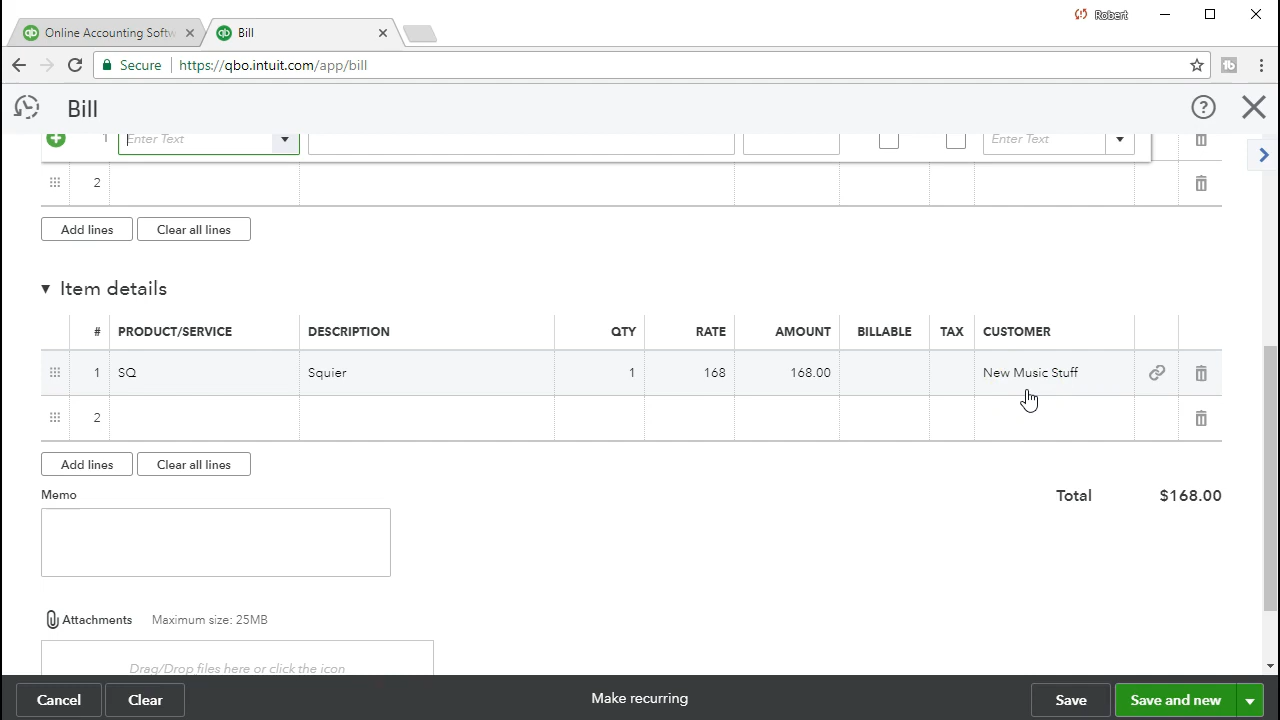 Robert
Online Accounting Softw
Bill
Secure https://qbo.intuit.com/app/bill
Bill
1 Enter Text Enter Text
2
Add lines Clear all lines
Item details
# PRODUCT/SERVICE DESCRIPTION QTY RATE AMOUNT BILLABLE TAX CUSTOMER
1 SQ Squier 1 168 168.00 New Music Stuff
2
Add lines Clear all lines
Memo Total $168.00
Attachments Maximum size: 25MB
Drag/Drop files here or click the icon
Cancel Clear Make recurring Save Save and new